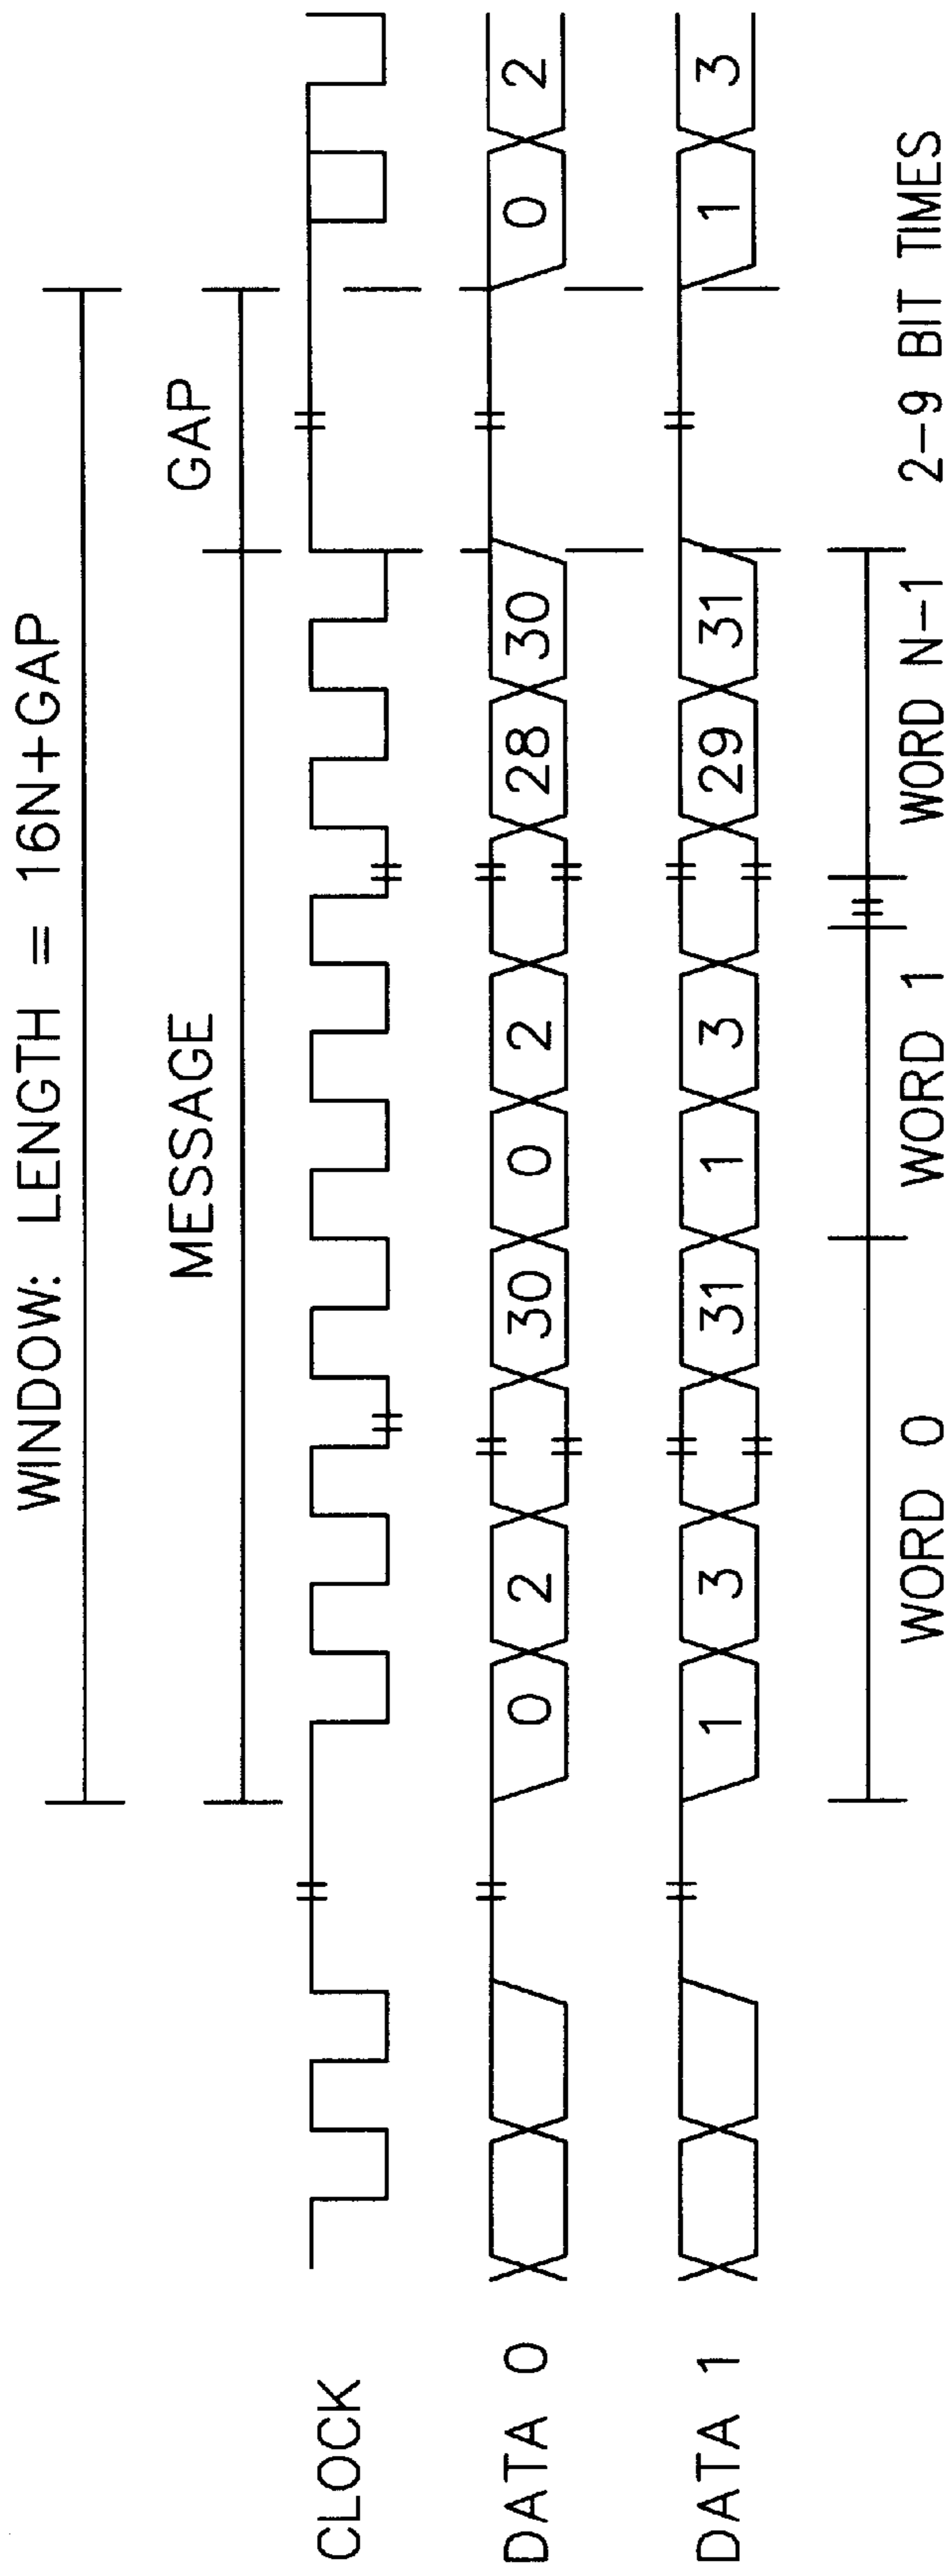 WINDOW: LENGTH = 16N+GAP
MESSAGE GAP
CLOCK
DATA 0 0 2 30 0 2 28 30 0 2
DATA 1 1 3 31 1 3 29 31 1 3
WORD 0 WORD 1 WORD N-1 2-9 BIT TIMES